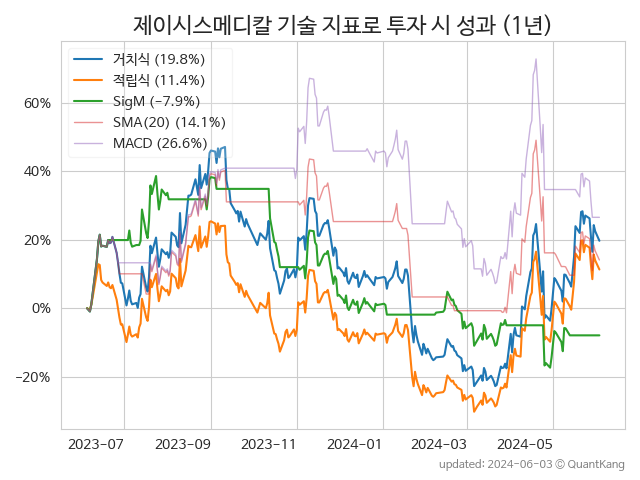 제이시스메디칼 기술 지표로 투자 시 성과 (1년)
거치식 (19.8%)
적립식 (11.4%)
SigM (−7.9%)
SMA(20) (14.1%)
MACD (26.6%)
60%
40%
20%
0%
−20%
2023-07 2023-09 2023-11 2024-01 2024-03 2024-05
updated: 2024-06-03 ⓒ QuantKang